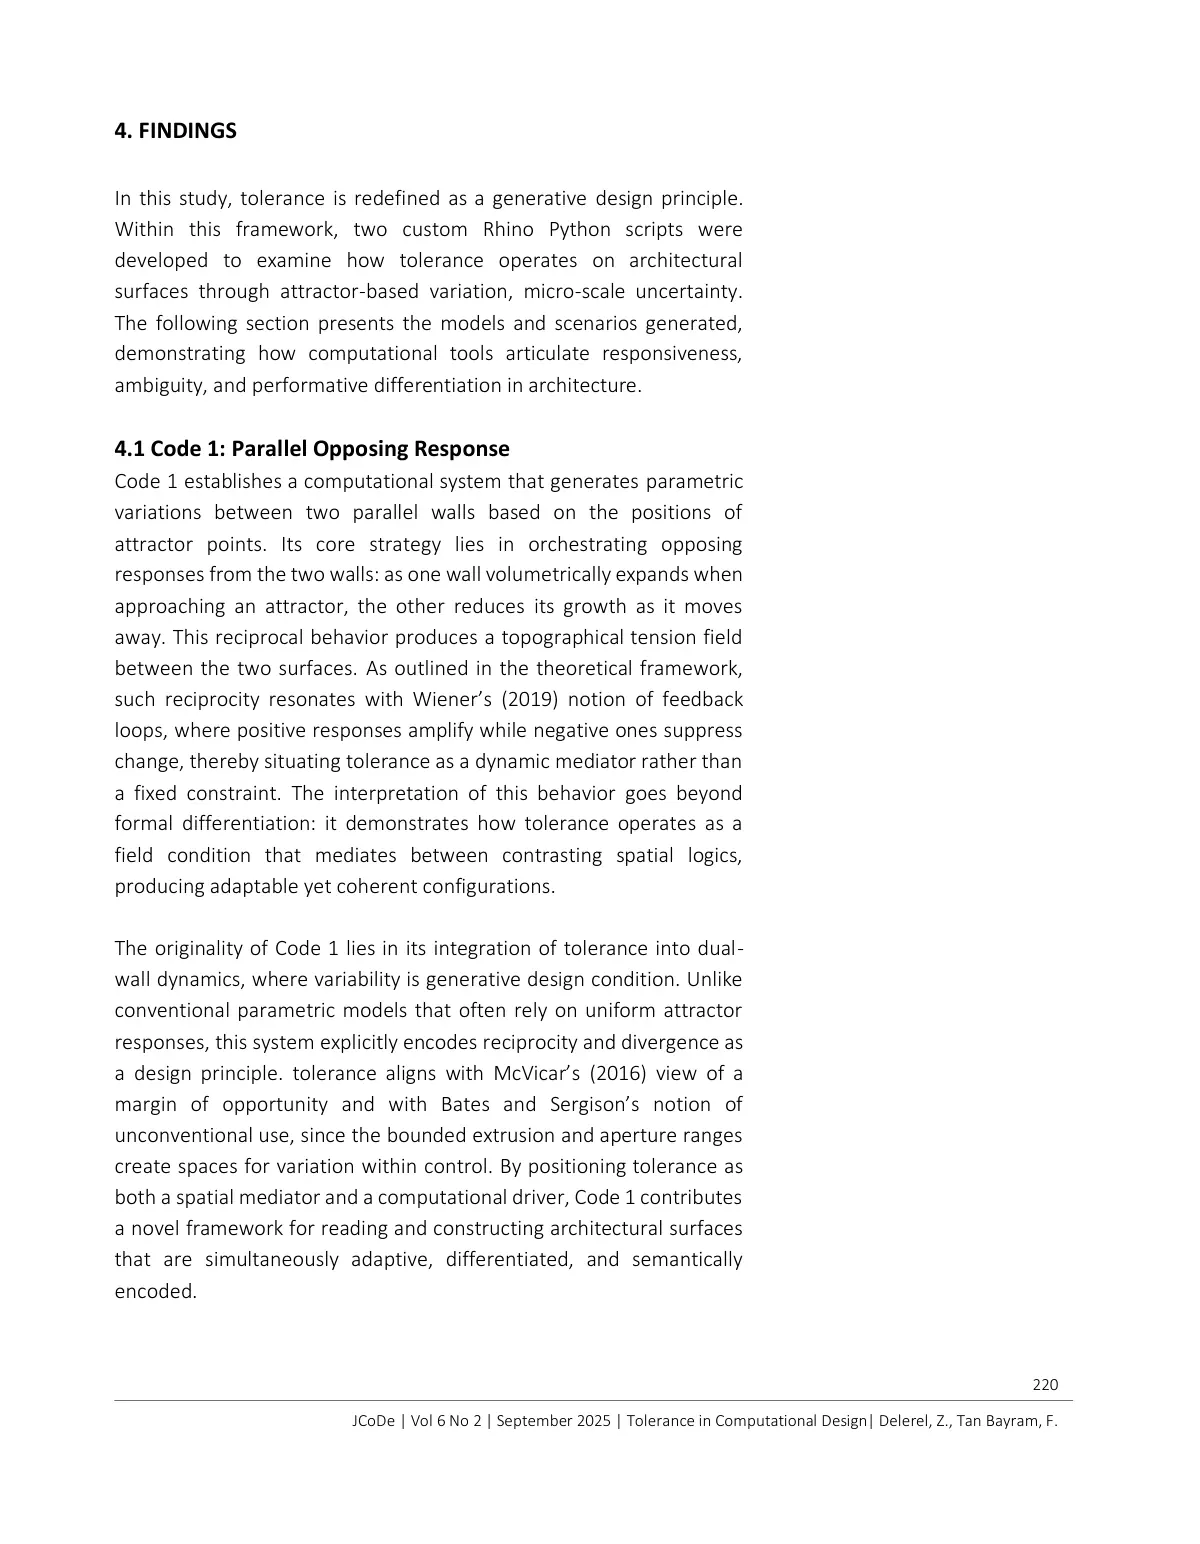 4. FINDINGS
In this study, tolerance is redefined as a generative design principle.
Within this framework, two custom Rhino Python scripts were
developed to examine how tolerance operates on architectural
surfaces through attractor-based variation, micro-scale uncertainty.
The following section presents the models and scenarios generated,
demonstrating how computational tools articulate responsiveness,
ambiguity, and performative differentiation in architecture.
4.1 Code 1: Parallel Opposing Response
Code 1 establishes a computational system that generates parametric
variations between two parallel walls based on the positions of
attractor points. Its core strategy lies in orchestrating opposing
responses from the two walls: as one wall volumetrically expands when
approaching an attractor, the other reduces its growth as it moves
away. This reciprocal behavior produces a topographical tension field
between the two surfaces. As outlined in the theoretical framework,
such reciprocity resonates with Wiener’s (2019) notion of feedback
loops, where positive responses amplify while negative ones suppress
change, thereby situating tolerance as a dynamic mediator rather than
a fixed constraint. The interpretation of this behavior goes beyond
formal differentiation: it demonstrates how tolerance operates as a
field condition that mediates between contrasting spatial logics,
producing adaptable yet coherent configurations.
The originality of Code 1 lies in its integration of tolerance into dual-
wall dynamics, where variability is generative design condition. Unlike
conventional parametric models that often rely on uniform attractor
responses, this system explicitly encodes reciprocity and divergence as
a design principle. tolerance aligns with McVicar’s (2016) view of a
margin of opportunity and with Bates and Sergison’s notion of
unconventional use, since the bounded extrusion and aperture ranges
create spaces for variation within control. By positioning tolerance as
both a spatial mediator and a computational driver, Code 1 contributes
a novel framework for reading and constructing architectural surfaces
that are simultaneously adaptive, differentiated, and semantically
encoded.
220
JCoDe | Vol 6 No 2 | September 2025 | Tolerance in Computational Design| Delerel, Z., Tan Bayram, F.